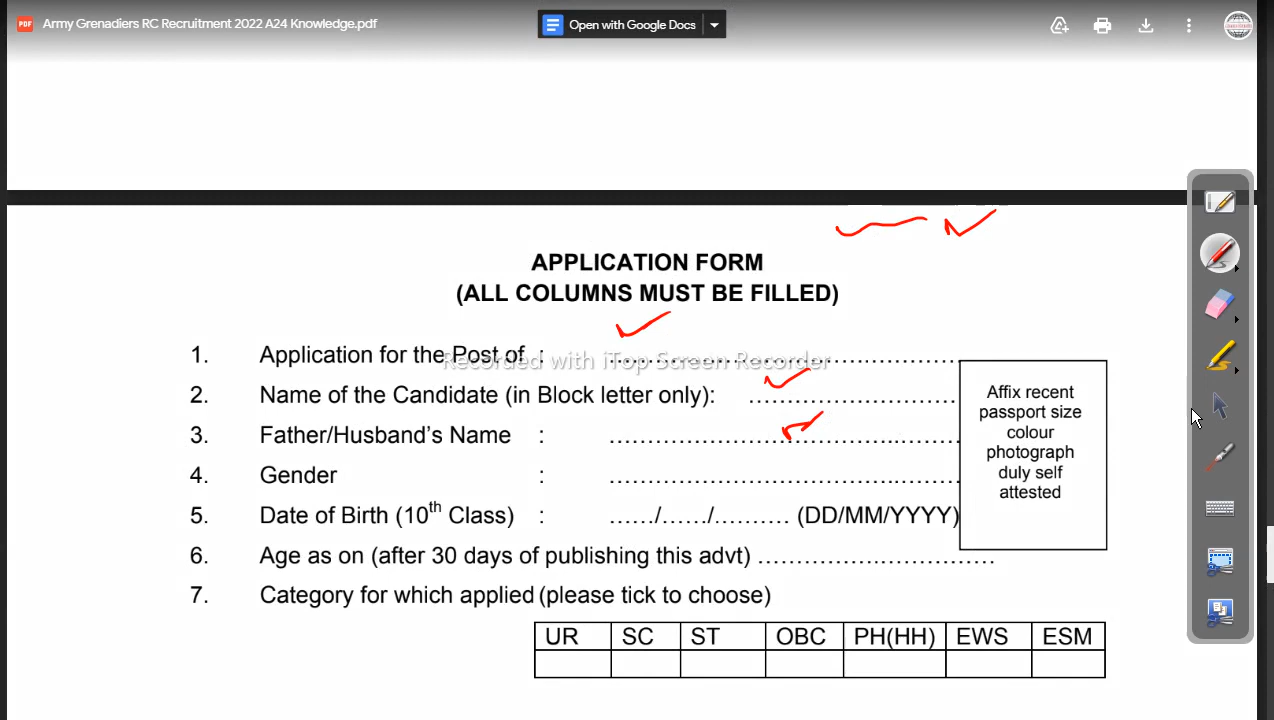 PDF Army Grenadiers RC Recruitment 2022 A24 Knowledge.pdf Open with Google Docs
APPLICATION FORM
(ALL COLUMNS MUST BE FILLED)
1. Application for the Post of : ................................................
Recorded with iTop Screen Recorder
2. Name of the Candidate (in Block letter only): ............................
3. Father/Husband's Name : ................................................
4. Gender : ................................................
5. Date of Birth (10th Class) : ....../....../.......... (DD/MM/YYYY)
6. Age as on (after 30 days of publishing this advt) ................................
Affix recent
passport size
colour
photograph
duly self
attested
7. Category for which applied (please tick to choose)
UR SC ST OBC PH(HH) EWS ESM